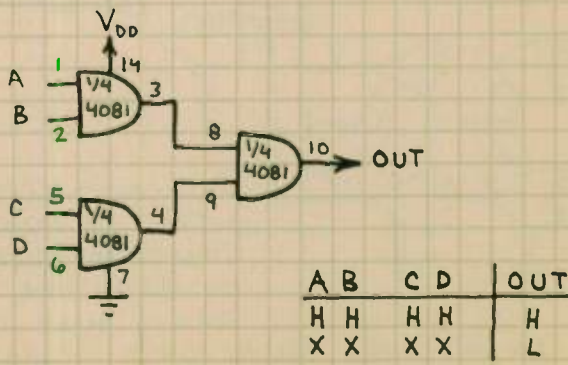 VDD
14
A 1
1/4
4081
3
B
2
8
1/4
4081
10
OUT
9
C 5
1/4
4081
4
D
6
7
A B C D OUT
H H H H H
X X X X L